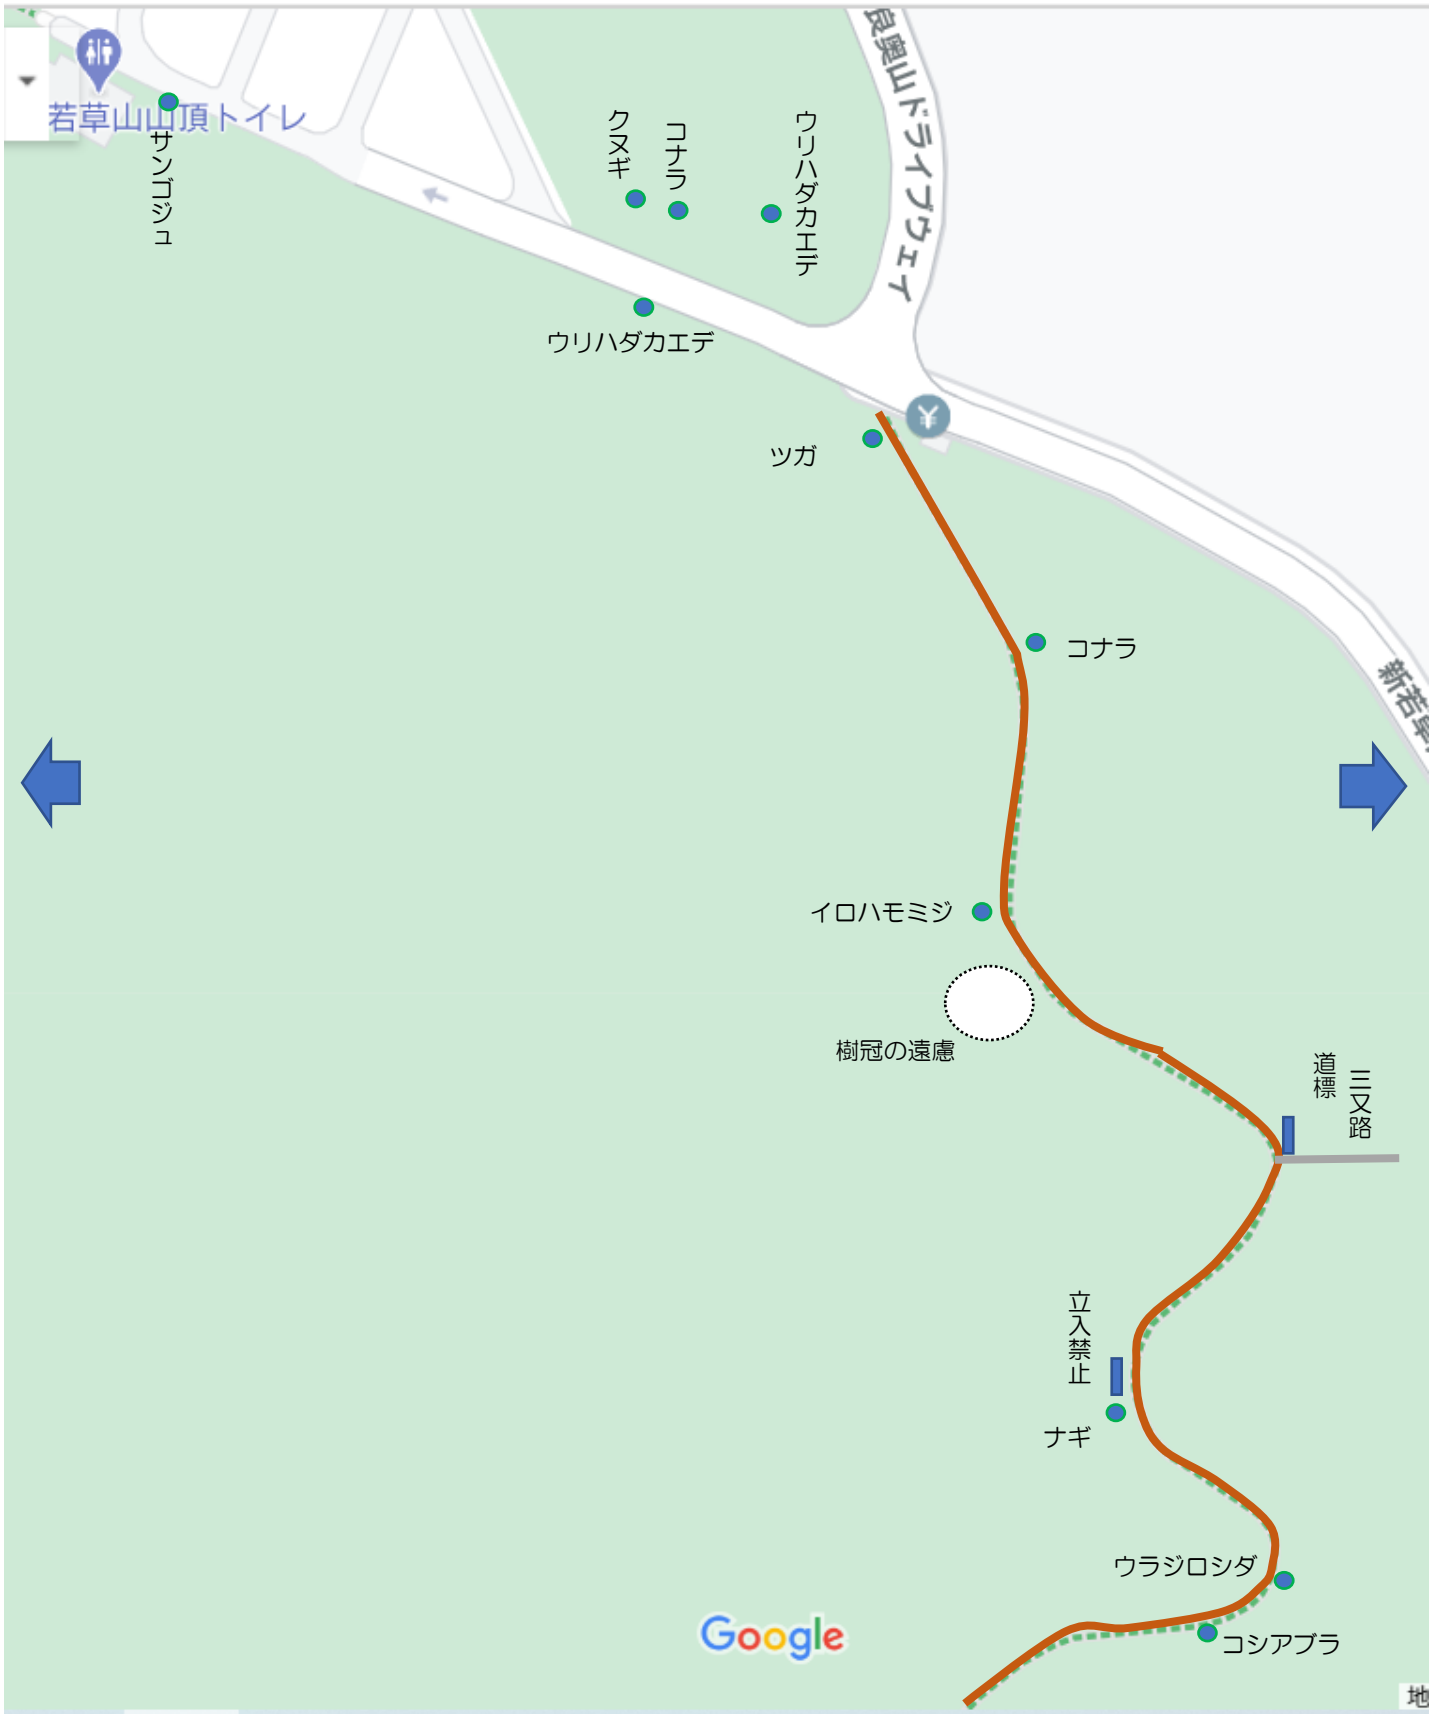 良奥山ドライブウェイ
若草山山頂トイレ
サンゴジュ
クヌギ
コナラ
ウリハダカエデ
ウリハダカエデ
¥
ツガ
コナラ
新若草
イロハモミジ
樹冠の遠慮
三又路
道標
立入禁止
ナギ
ウラジロシダ
コシアブラ
Google
地